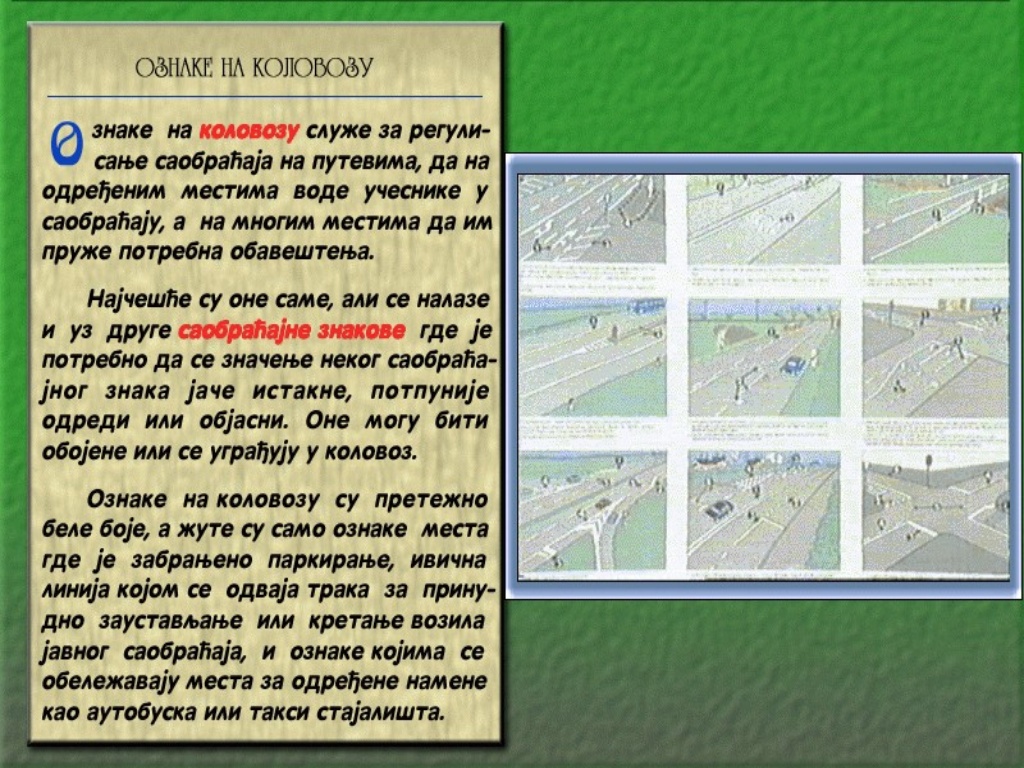 ОЗНАКЕ НА КОЛОВОЗУ
Ознаке на коловозу служе за регули-
сање саобраћаја на путевима, да на
одређеним местима воде учеснике у
саобраћају, а на многим местима да им
пруже потребна обавештења.
Најчешће су оне саме, али се налазе
и уз друге саобраћајне знакове где је
потребно да се значење неког саобраћа-
јног знака јаче истакне, потпуније
одреди или објасни. Оне могу бити
обојене или се уграђују у коловоз.
Ознаке на коловозу су претежно
беле боје, а жуте су само ознаке места
где је забрањено паркирање, ивична
линија којом се одваја трака за прину-
дно заустављање или кретање возила
јавног саобраћаја, и ознаке којима се
обележавају места за одређене намене
као аутобуска или такси стајалишта.